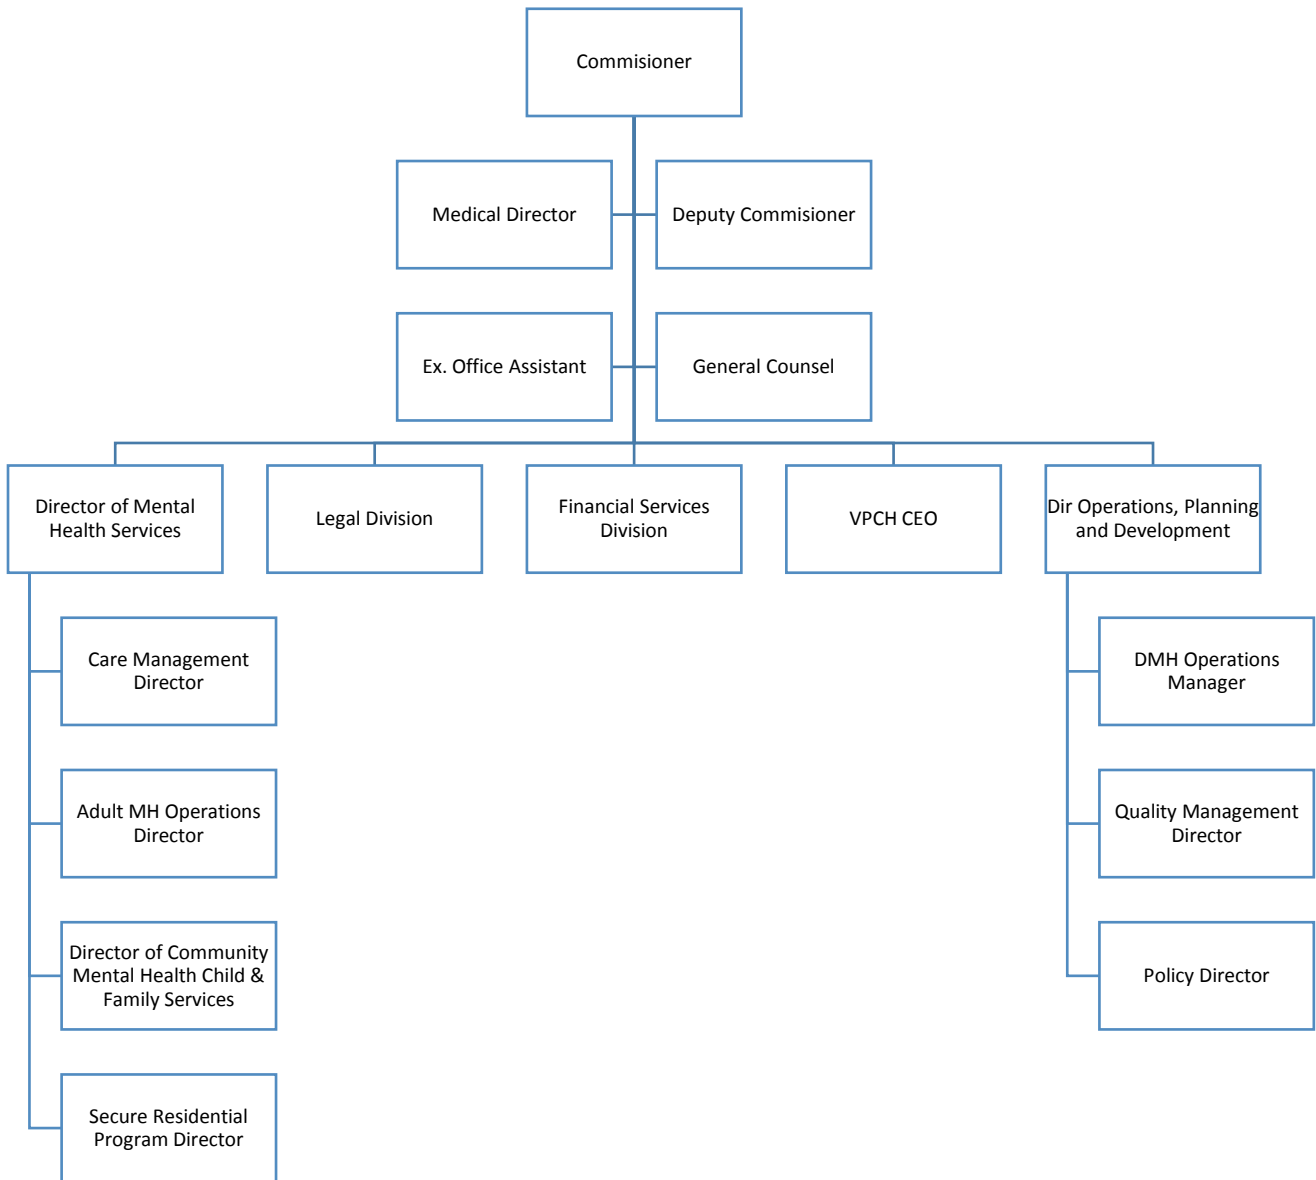 Commisioner
Medical Director
Deputy Commisioner
Ex. Office Assistant
General Counsel
Director of Mental
Health Services
Legal Division
Financial Services
Division
VPCH CEO
Dir Operations, Planning
and Development
Care Management
Director
DMH Operations
Manager
Adult MH Operations
Director
Quality Management
Director
Director of Community
Mental Health Child &
Family Services
Policy Director
Secure Residential
Program Director